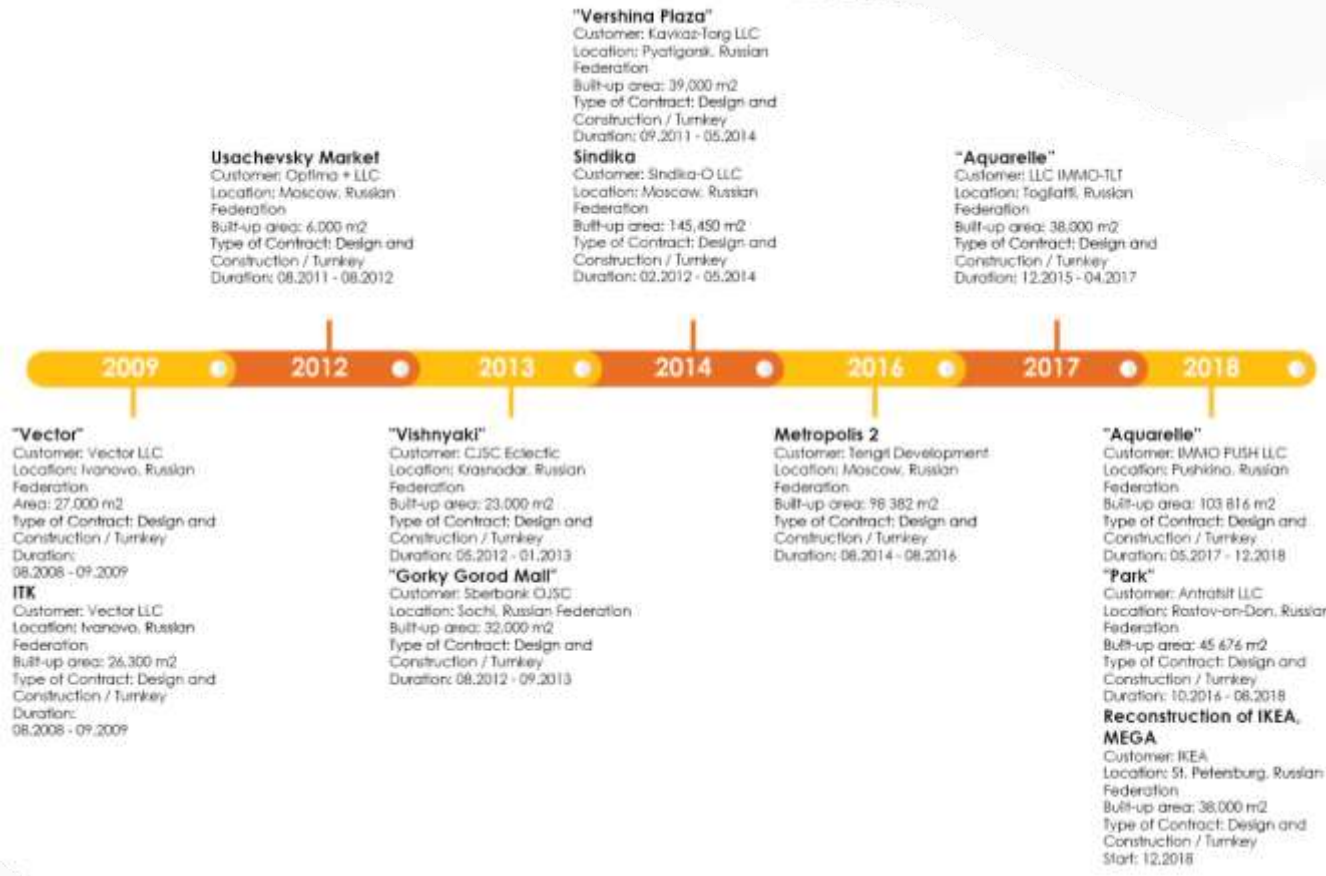 "Vershina Plaza"
Customer: Kavkaz-Torg LLC
Location: Pyatigorsk, Russian
Federation
Built-up area: 39,000 m2
Type of Contract: Design and
Construction / Turnkey
Duration: 09.2011 - 05.2014
Usachevsky Market
Customer: Optima + LLC
Location: Moscow, Russian
Federation
Built-up area: 6,000 m2
Type of Contract: Design and
Construction / Turnkey
Duration: 08.2011 - 08.2012
Sindika
Customer: Sindika-O LLC
Location: Moscow, Russian
Federation
Built-up area: 145,450 m2
Type of Contract: Design and
Construction / Turnkey
Duration: 02.2012 - 05.2014
"Aquarelle"
Customer: LLC IMMO-TLT
Location: Togliatti, Russian
Federation
Built-up area: 38,000 m2
Type of Contract: Design and
Construction / Turnkey
Duration: 12.2015 - 04.2017
2009 2012 2013 2014 2016 2017 2018
"Vector"
Customer: Vector LLC
Location: Ivanovo, Russian
Federation
Area: 27,000 m2
Type of Contract: Design and
Construction / Turnkey
Duration:
08.2008 - 09.2009
ITK
Customer: Vector LLC
Location: Ivanovo, Russian
Federation
Built-up area: 26,300 m2
Type of Contract: Design and
Construction / Turnkey
Duration:
08.2008 - 09.2009
"Vishnyaki"
Customer: CJSC Eclectic
Location: Krasnodar, Russian
Federation
Built-up area: 23,000 m2
Type of Contract: Design and
Construction / Turnkey
Duration: 05.2012 - 01.2013
"Gorky Gorod Mall"
Customer: Sberbank OJSC
Location: Sochi, Russian Federation
Built-up area: 32,000 m2
Type of Contract: Design and
Construction / Turnkey
Duration: 08.2012 - 09.2013
Metropolis 2
Customer: Tengri Development
Location: Moscow, Russian
Federation
Built-up area: 98 382 m2
Type of Contract: Design and
Construction / Turnkey
Duration: 08.2014 - 08.2016
"Aquarelle"
Customer: IMMO PUSH LLC
Location: Pushkino, Russian
Federation
Built-up area: 103 816 m2
Type of Contract: Design and
Construction / Turnkey
Duration: 05.2017 - 12.2018
"Park"
Customer: Antratsit LLC
Location: Rostov-on-Don, Russian
Federation
Built-up area: 45 676 m2
Type of Contract: Design and
Construction / Turnkey
Duration: 10.2016 - 08.2018
Reconstruction of IKEA,
MEGA
Customer: IKEA
Location: St. Petersburg, Russian
Federation
Built-up area: 38,000 m2
Type of Contract: Design and
Construction / Turnkey
Start: 12.2018